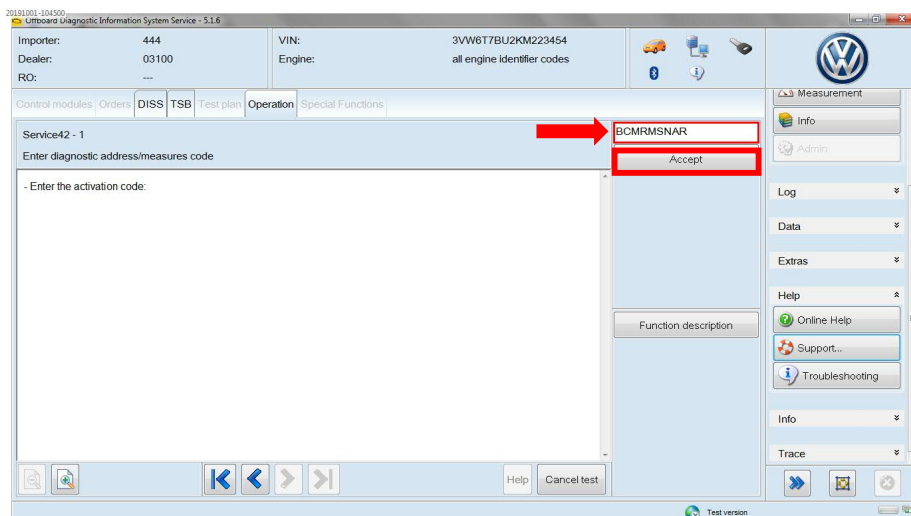 20191001-104500
Offboard Diagnostic Information System Service - 5.1.6
Importer: 444 VIN: 3VW6T7BU2KM223454
Dealer: 03100 Engine: all engine identifier codes
RO: ---
Control modules Orders DISS TSB Test plan Operation Special Functions
Service42 - 1
Enter diagnostic address/measures code
BCMRMSNAR
Accept
- Enter the activation code:
Function description
Help Cancel test
Measurement
Info
Admin
Log
Data
Extras
Help
Online Help
Support...
Troubleshooting
Info
Trace
Test version